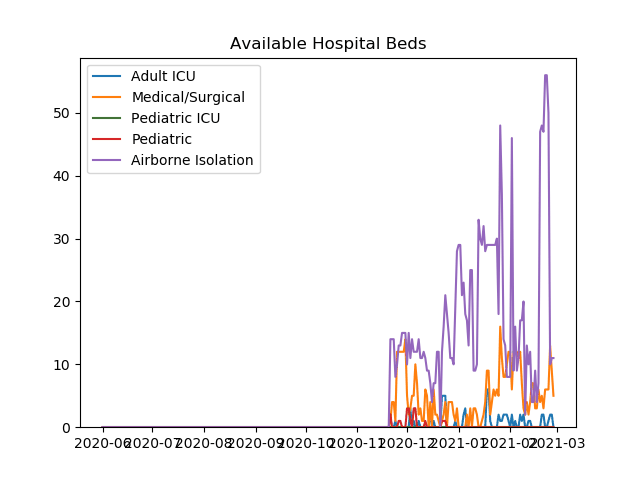 Available Hospital Beds
Adult ICU
Medical/Surgical
Pediatric ICU
Pediatric
Airborne Isolation
50
40
30
20
10
0
2020-06 2020-07 2020-08 2020-09 2020-10 2020-11 2020-12 2021-01 2021-02 2021-03